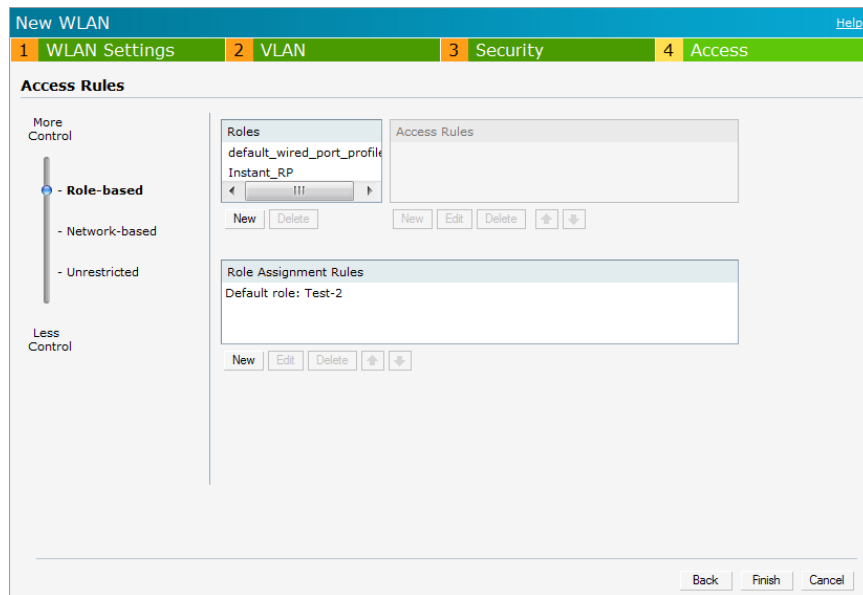 New WLAN
Help
1 WLAN Settings 2 VLAN 3 Security 4 Access
Access Rules
More
Control
- Role-based
- Network-based
- Unrestricted
Less
Control
Roles
default_wired_port_profile
Instant_RP
New Delete
Access Rules
New Edit Delete
Role Assignment Rules
Default role: Test-2
New Edit Delete
Back Finish Cancel